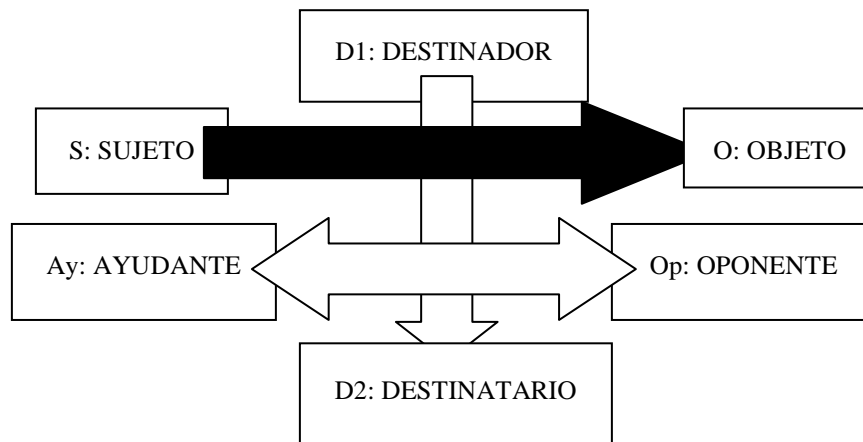 D1: DESTINADOR
S: SUJETO
O: OBJETO
Ay: AYUDANTE
Op: OPONENTE
D2: DESTINATARIO